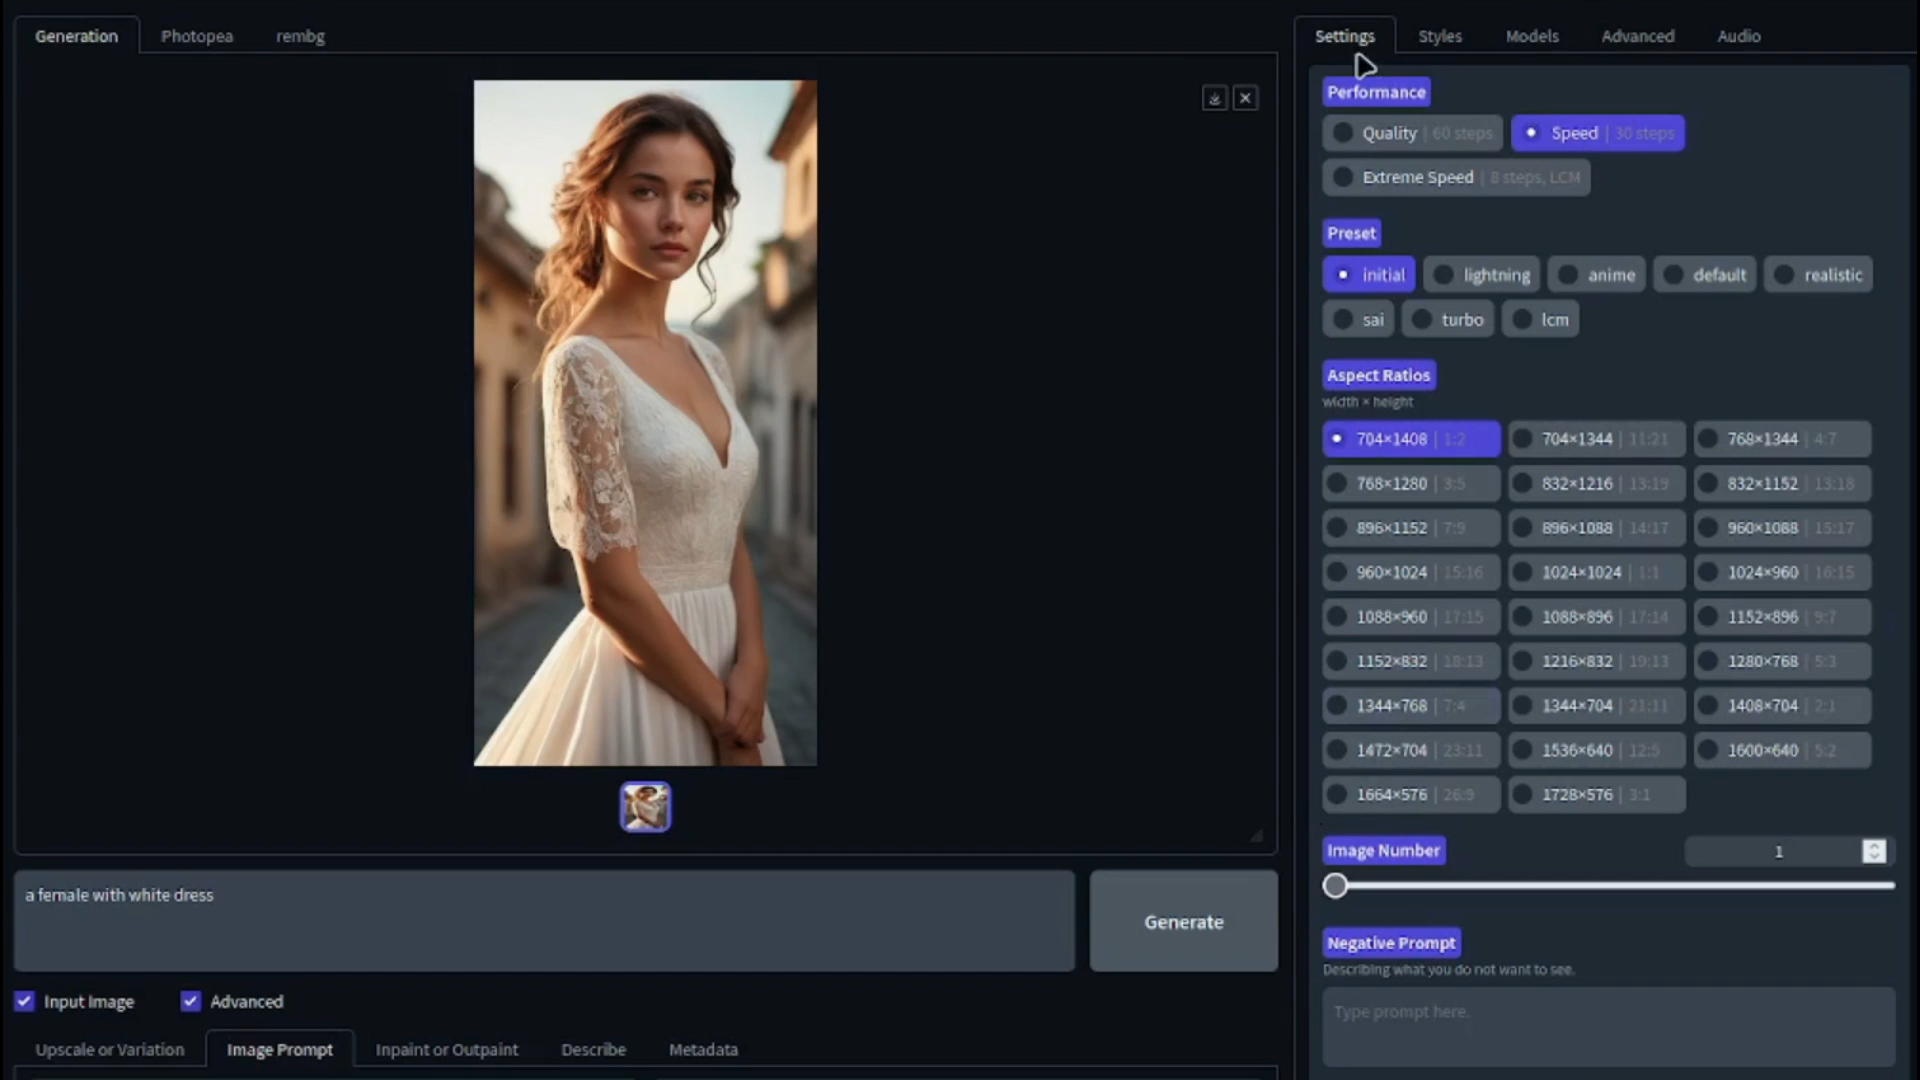 Generation Photopea rembg
Settings Styles Models Advanced Audio
Performance
Quality | 60 steps Speed | 30 steps
Extreme Speed | 8 steps, LCM
Preset
initial lightning anime default realistic
sai turbo lcm
Aspect Ratios
width × height
704×1408 | 1:2 704×1344 | 11:21 768×1344 | 4:7
768×1280 | 3:5 832×1216 | 13:19 832×1152 | 13:18
896×1152 | 7:9 896×1088 | 14:17 960×1088 | 15:17
960×1024 | 15:16 1024×1024 | 1:1 1024×960 | 16:15
1088×960 | 17:15 1088×896 | 17:14 1152×896 | 9:7
1152×832 | 18:13 1216×832 | 19:13 1280×768 | 5:3
1344×768 | 7:4 1344×704 | 21:11 1408×704 | 2:1
1472×704 | 23:11 1536×640 | 12:5 1600×640 | 5:2
1664×576 | 26:9 1728×576 | 3:1
Image Number 1
Negative Prompt
Describing what you do not want to see.
Type prompt here.
a female with white dress
Generate
Input Image Advanced
Upscale or Variation Image Prompt Inpaint or Outpaint Describe Metadata